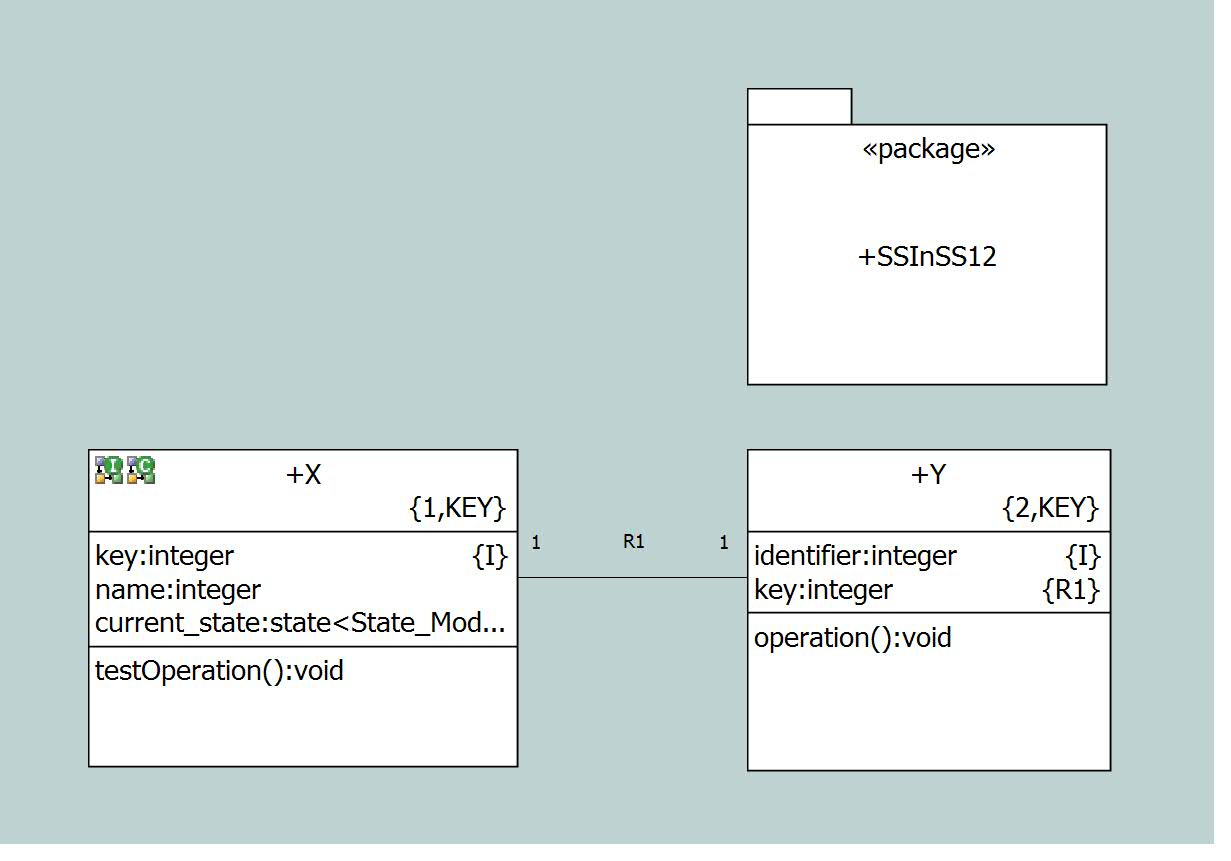 «package»
+SSInSS12
I C
+X
{1,KEY}
key:integer {I}
name:integer
current_state:state<State_Mod...
testOperation():void
1 R1 1
+Y
{2,KEY}
identifier:integer {I}
key:integer {R1}
operation():void